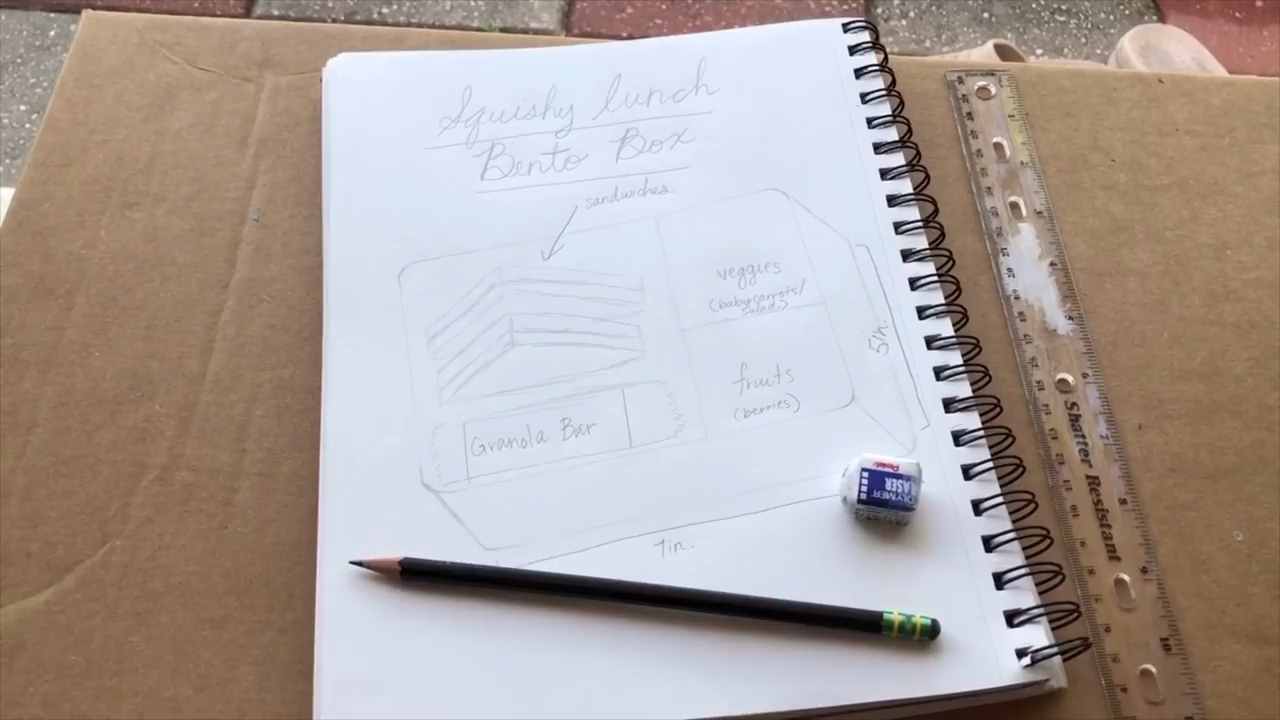 Squishy lunch
Bento Box
sandwiches
veggies
(baby carrots/
salad)
fruits
(berries)
Granola Bar
5in.
7in.
Pentel
POLYMER
ERASER
Shatter Resistant